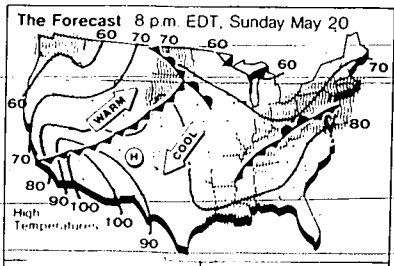 The Forecast 8 p.m. EDT, Sunday May 20
60 70 70 60
60
70
60
WARM
COOL
H
80
70
80
90
100
100
90
High
Temperatures